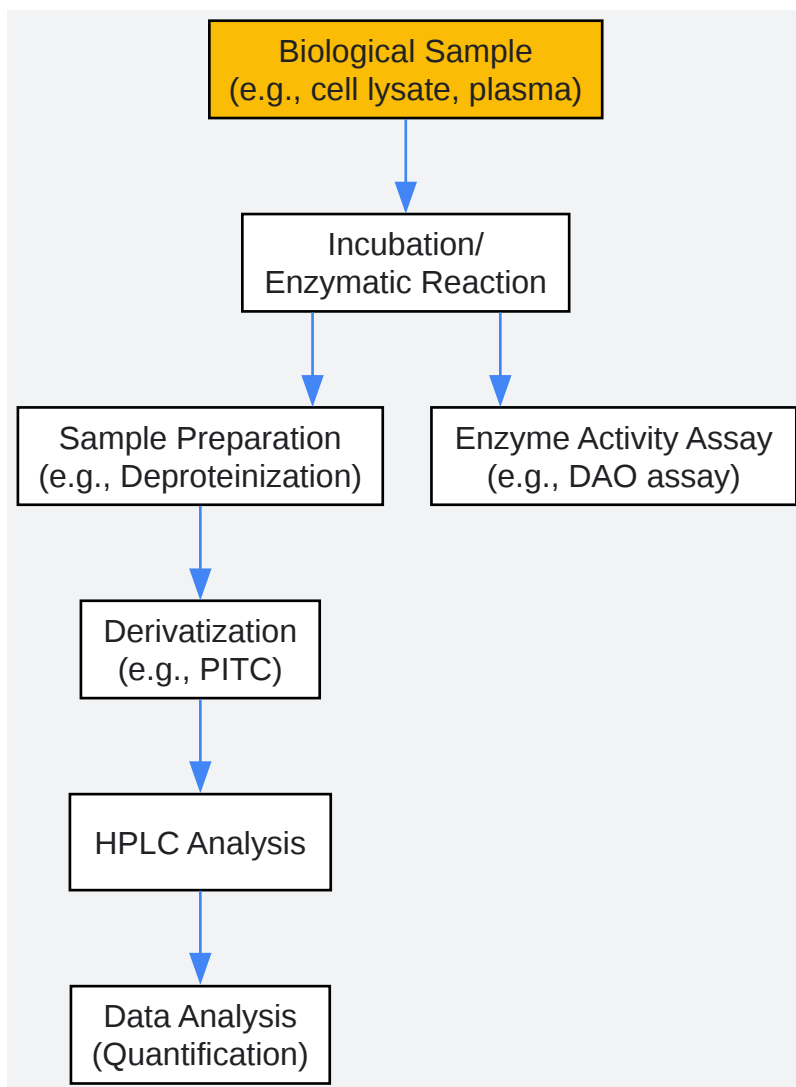 Biological Sample
(e.g., cell lysate, plasma)
Incubation/
Enzymatic Reaction
Sample Preparation
(e.g., Deproteinization)
Enzyme Activity Assay
(e.g., DAO assay)
Derivatization
(e.g., PITC)
HPLC Analysis
Data Analysis
(Quantification)